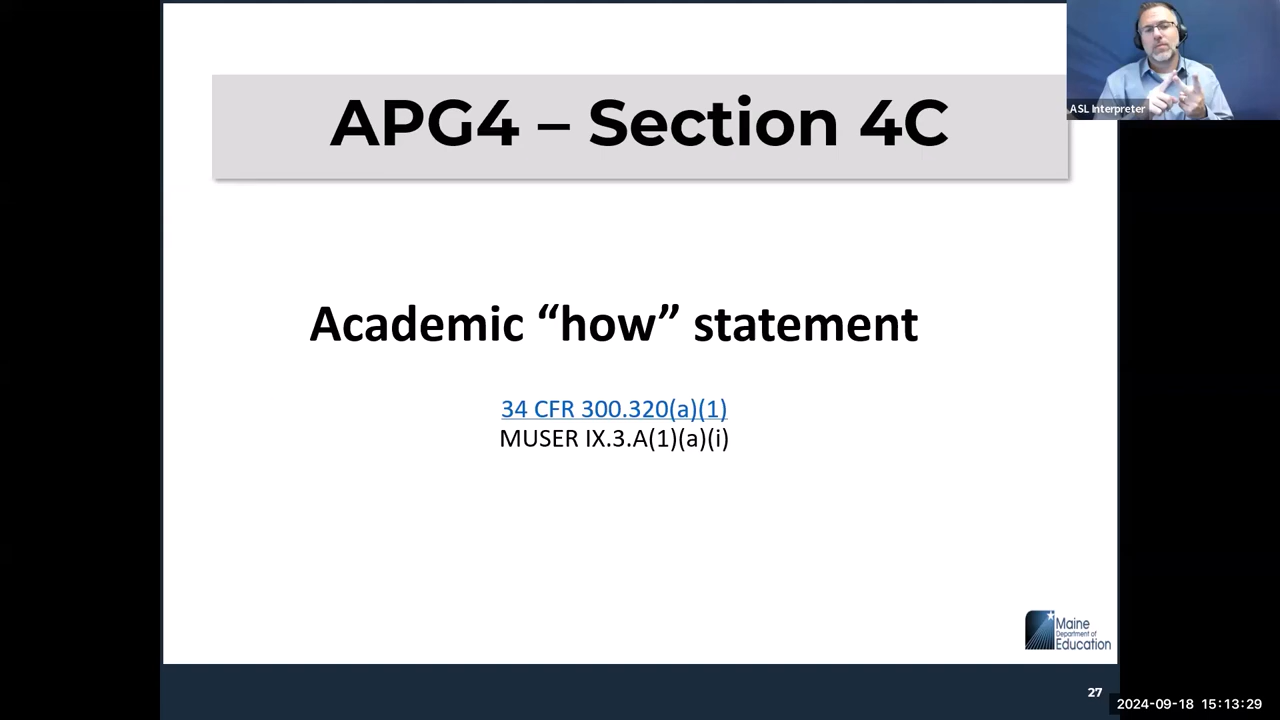 APG4 – Section 4C
ASL Interpreter
Academic “how” statement
34 CFR 300.320(a)(1)
MUSER IX.3.A(1)(a)(i)
Maine
Department of
Education
27
2024-09-18 15:13:29